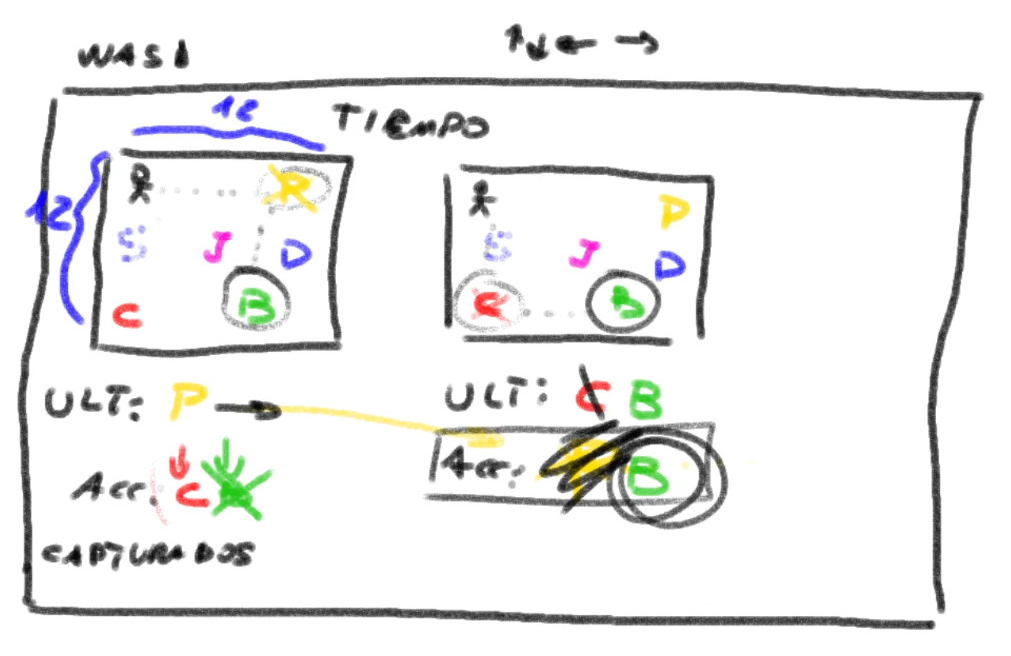 WASD ↑↓← →
12
TIEMPO
12
P
P
S J D
S J D
C B
C B
ULT: P →
ULT: C B
Acc: C B
Acc: B
CAPTURADOS